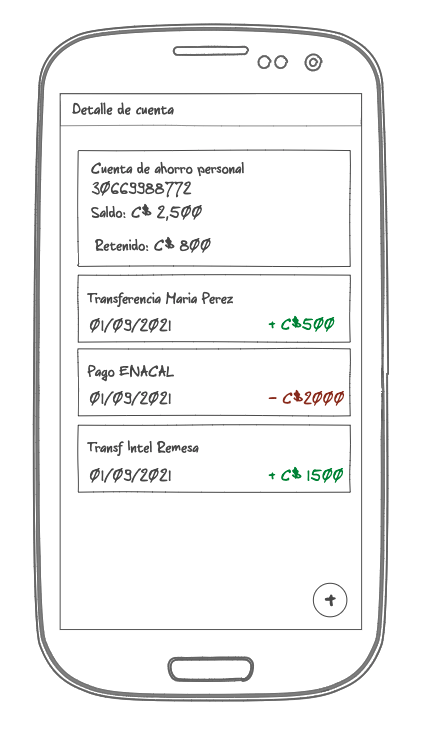 Detalle de cuenta
Cuenta de ahorro personal
30669988772
Saldo: C$ 2,500
Retenido: C$ 800
Transferencia Maria Perez
01/09/2021 + C$500
Pago ENACAL
01/09/2021 - C$2000
Transf Intel Remesa
01/09/2021 + C$ 1500
+